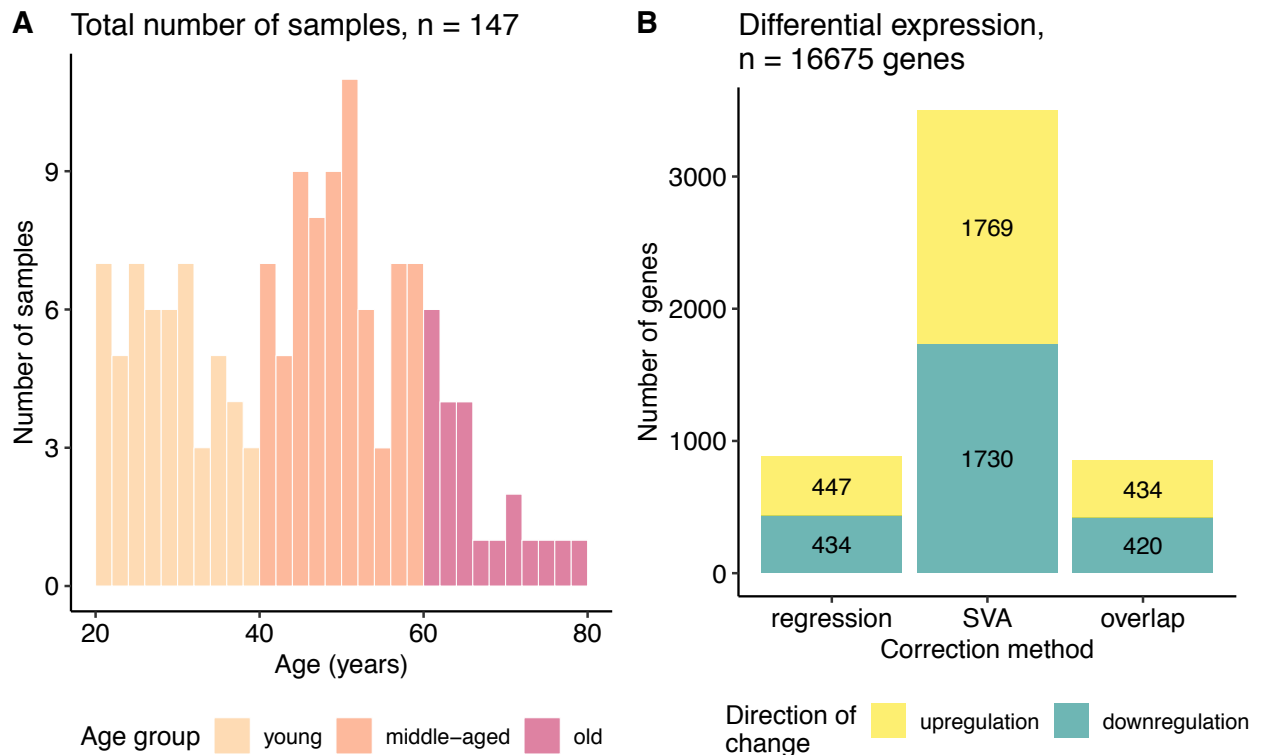 A
Total number of samples, n = 147
Number of samples
9
6
3
0
20 40 60 80
Age (years)
Age group young middle−aged old
B
Differential expression,
n = 16675 genes
Number of genes
3000
2000
1000
0
1769
1730
447
434
434
420
regression SVA overlap
Correction method
Direction of
change
upregulation downregulation